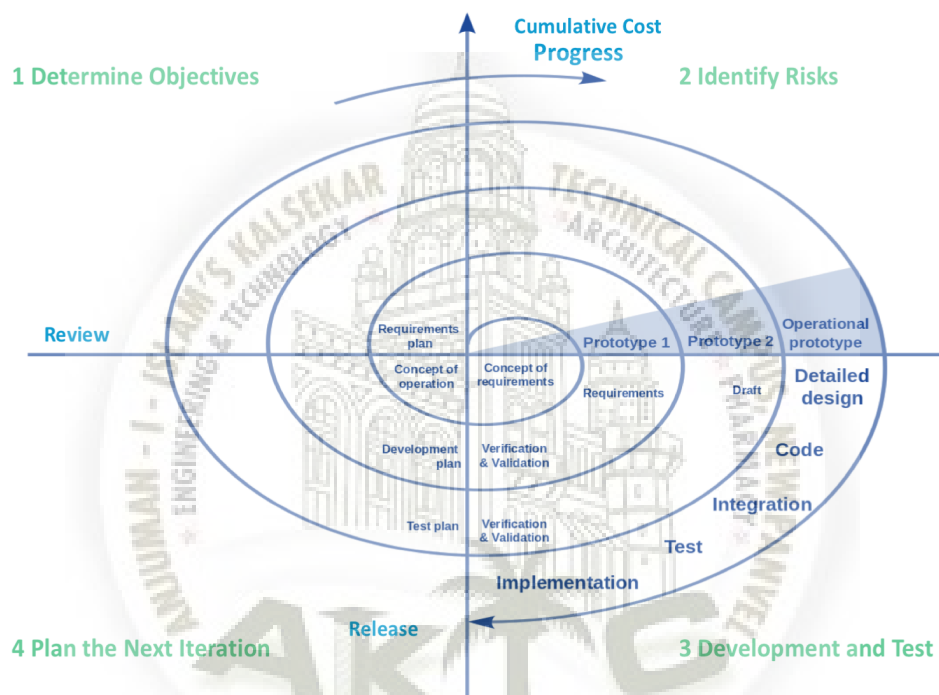 Cumulative Cost
Progress
1 Determine Objectives
2 Identify Risks
ANJUMAN - I - ISLAM'S KALSEKAR TECHNICAL CAMPUS, NEW PANVEL
ENGINEERING & TECHNOLOGY
ARCHITECTURE
PHARMACY
Review
Requirements
plan
Prototype 1
Prototype 2
Operational
prototype
Concept of
operation
Concept of
requirements
Requirements
Draft
Detailed
design
Development
plan
Verification
& Validation
Code
Test plan
Verification
& Validation
Integration
Test
Implementation
Release
AKTC
4 Plan the Next Iteration
3 Development and Test